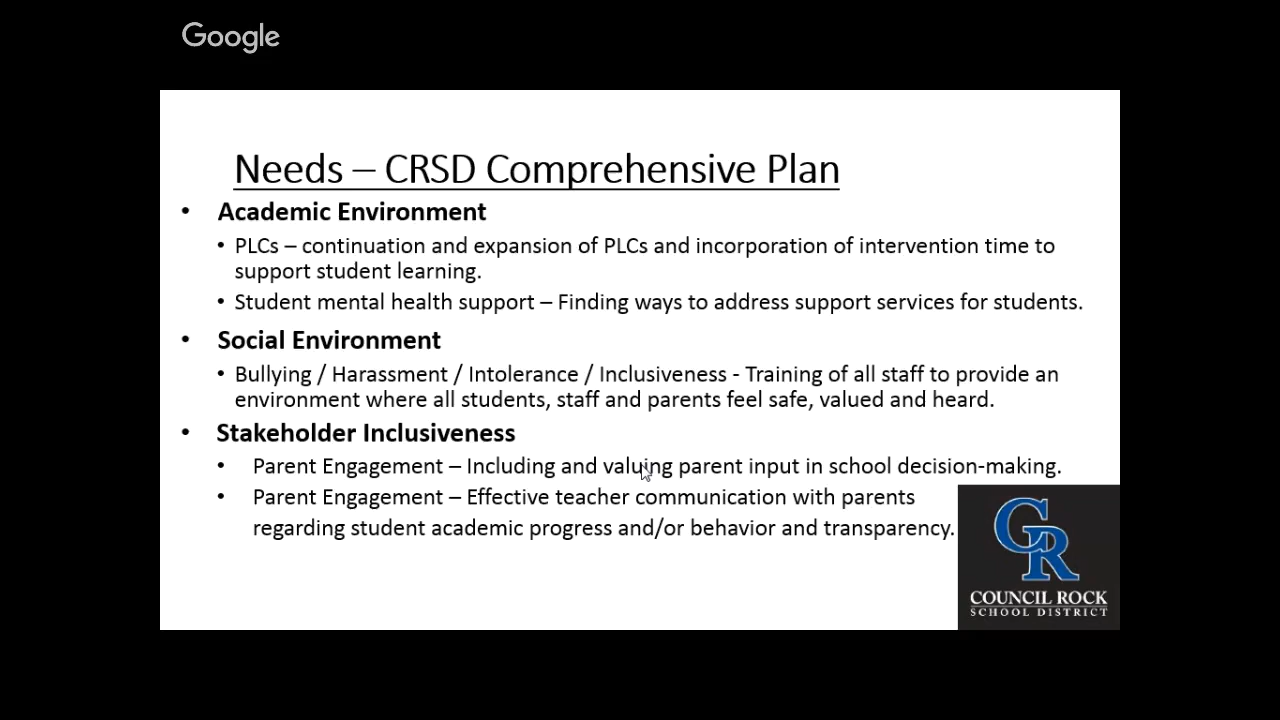 Google
Needs – CRSD Comprehensive Plan
• Academic Environment
• PLCs – continuation and expansion of PLCs and incorporation of intervention time to
support student learning.
• Student mental health support – Finding ways to address support services for students.
• Social Environment
• Bullying / Harassment / Intolerance / Inclusiveness - Training of all staff to provide an
environment where all students, staff and parents feel safe, valued and heard.
• Stakeholder Inclusiveness
• Parent Engagement – Including and valuing parent input in school decision-making.
• Parent Engagement – Effective teacher communication with parents
regarding student academic progress and/or behavior and transparency.
CR
COUNCIL ROCK
SCHOOL DISTRICT